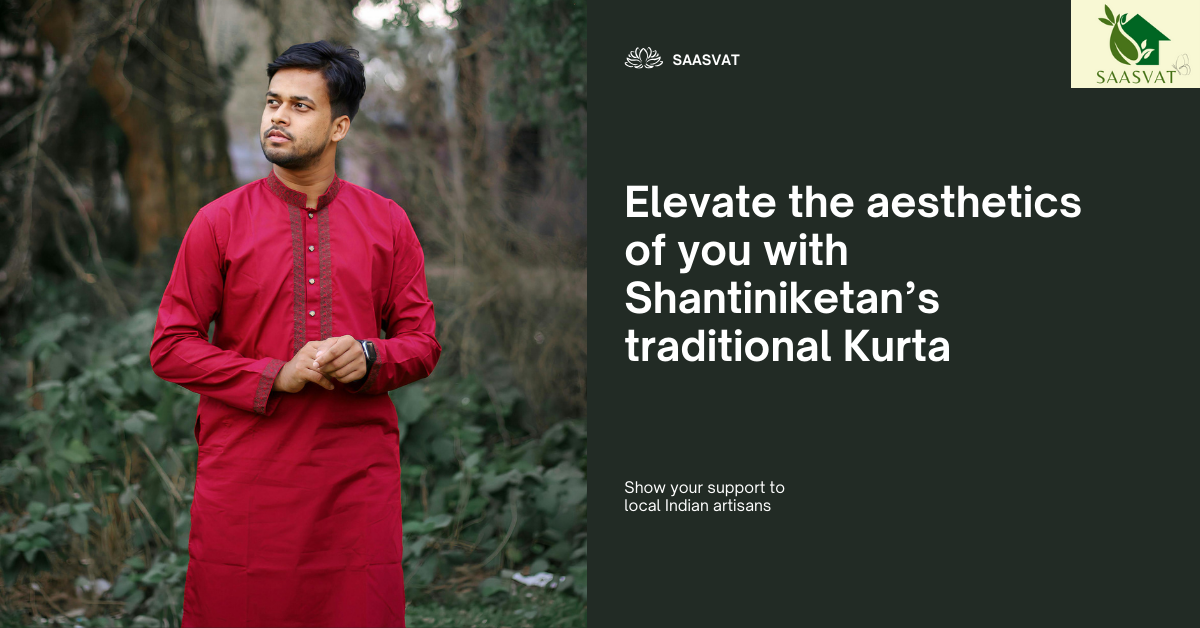 SAASVAT
SAASVAT
Elevate the aesthetics
of you with
Shantiniketan’s
traditional Kurta
Show your support to
local Indian artisans